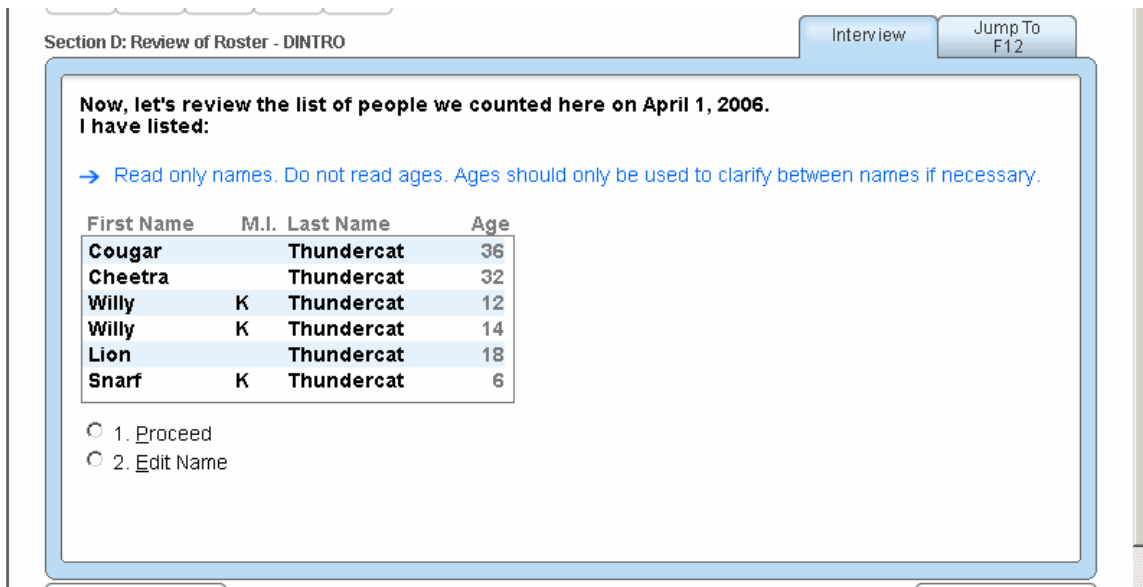 Section D: Review of Roster - DINTRO
Interview
Jump To
F12
Now, let's review the list of people we counted here on April 1, 2006.
I have listed:
→ Read only names. Do not read ages. Ages should only be used to clarify between names if necessary.
First Name M.I. Last Name Age
Cougar Thundercat 36
Cheetra Thundercat 32
Willy K Thundercat 12
Willy K Thundercat 14
Lion Thundercat 18
Snarf K Thundercat 6
1. Proceed
2. Edit Name